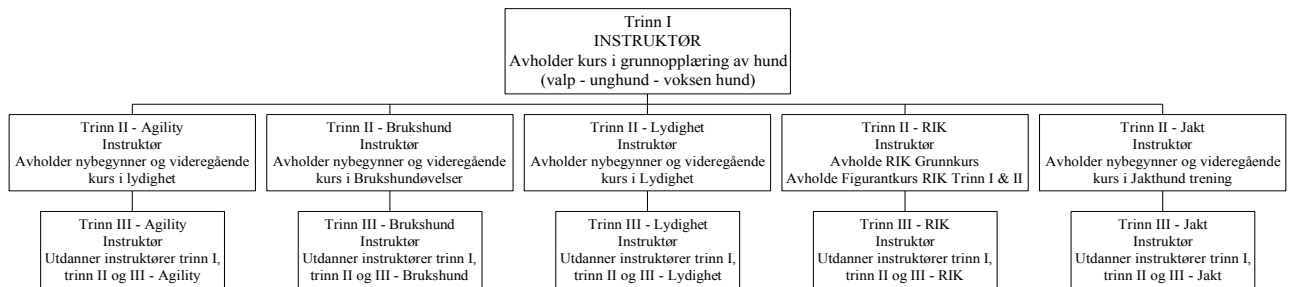 Trinn I
INSTRUKTØR
Avholder kurs i grunnopplæring av hund
(valp - unghund - voksen hund)
Trinn II - Agility
Instruktør
Avholder nybegynner og videregående
kurs i lydighet
Trinn II - Brukshund
Instruktør
Avholder nybegynner og videregående
kurs i Brukshundøvelser
Trinn II - Lydighet
Instruktør
Avholder nybegynner og videregående
kurs i Lydighet
Trinn II - RIK
Instruktør
Avholde RIK Grunnkurs
Avholde Figurantkurs RIK Trinn I & II
Trinn II - Jakt
Instruktør
Avholder nybegynner og videregående
kurs i Jakthund trening
Trinn III - Agility
Instruktør
Utdanner instruktører trinn I,
trinn II og III - Agility
Trinn III - Brukshund
Instruktør
Utdanner instruktører trinn I,
trinn II og III - Brukshund
Trinn III - Lydighet
Instruktør
Utdanner instruktører trinn I,
trinn II og III - Lydighet
Trinn III - RIK
Instruktør
Utdanner instruktører trinn I,
trinn II og III - RIK
Trinn III - Jakt
Instruktør
Utdanner instruktører trinn I,
trinn II og III - Jakt